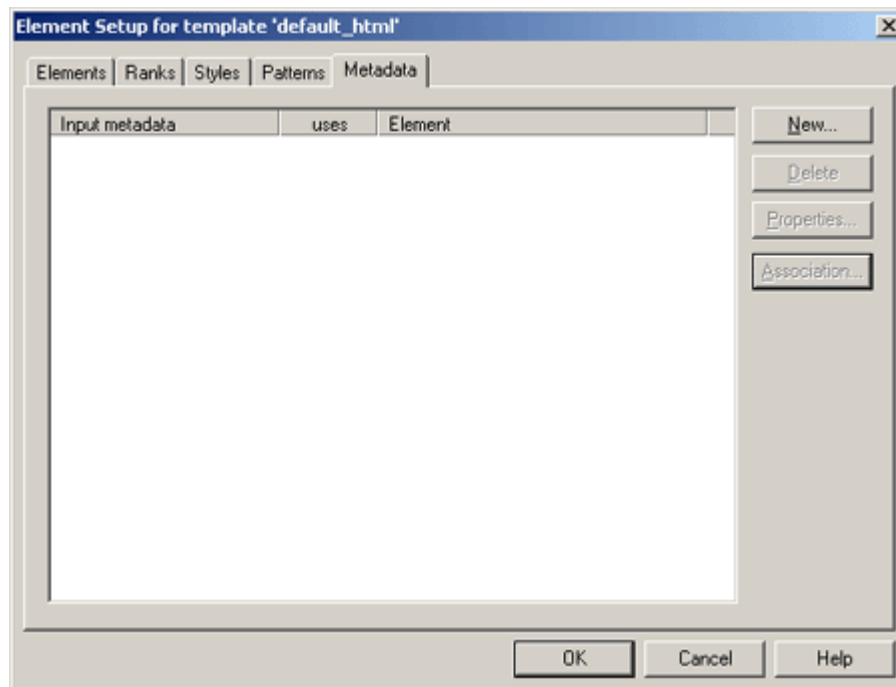 Element Setup for template 'default_html'
Elements Ranks Styles Patterns Metadata
Input metadata uses Element
New...
Delete
Properties...
Association...
OK Cancel Help